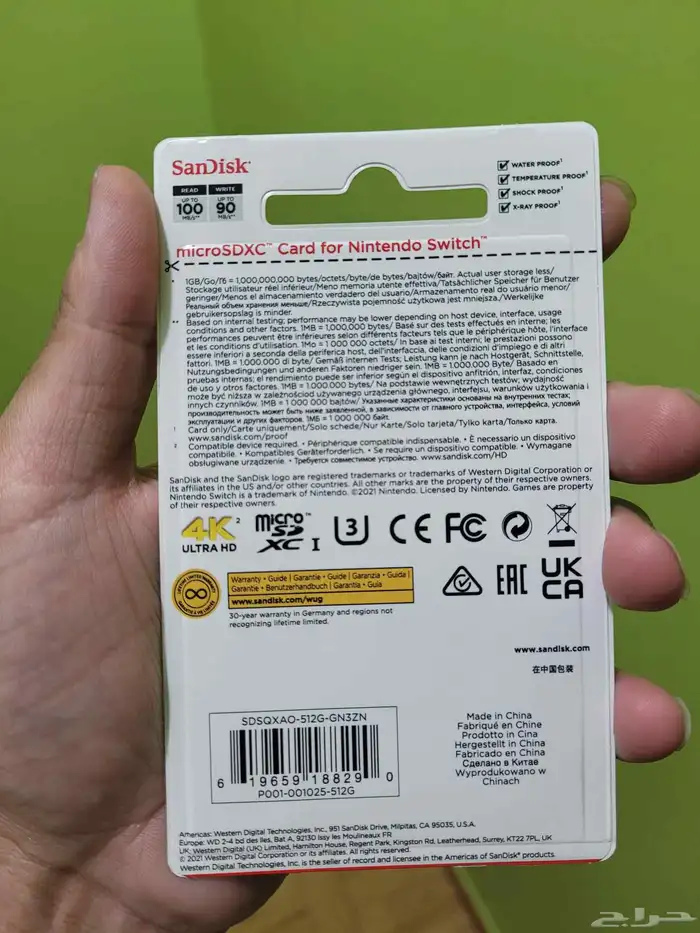 SanDisk®
READ WRITE
UP TO UP TO
100 90
MB/s** MB/s**
WATER PROOF¹
TEMPERATURE PROOF¹
SHOCK PROOF¹
X-RAY PROOF¹
microSDXC™ Card for Nintendo Switch™
* 1GB/Go/Гб = 1,000,000,000 bytes/octets/byte/de bytes/bajtów/байт. Actual user storage less/
Stockage utilisateur réel inférieur/Meno memoria utente effettiva/Tatsächlicher Speicher für Benutzer
geringer/Menos el almacenamiento verdadero del usuario/Armazenamento real do usuário menor/
Реальный объем хранения меньше/Rzeczywista pojemność użytkowa jest mniejsza./Werkelijke
gebruikersopslag is minder.
** Based on internal testing; performance may be lower depending on host device, interface, usage
conditions and other factors. 1MB = 1,000,000 bytes/ Basé sur des tests effectués en interne; les
performances peuvent être inférieures selon différents facteurs tels que le périphérique hôte, l'interface
et les conditions d'utilisation. 1Mo = 1 000 000 octets/ In base ai test interni; le prestazioni possono
essere inferiori a seconda della periferica host, dell'interfaccia, delle condizioni d'impiego e di altri
fattori. 1MB = 1.000.000 di byte/ Gemäß internen Tests; Leistung kann je nach Hostgerät, Schnittstelle,
Nutzungsbedingungen und anderen Faktoren niedriger sein. 1MB = 1.000.000 Byte/ Basado en
pruebas internas; el rendimiento puede ser inferior según el dispositivo anfitrión, interfaz, condiciones
de uso y otros factores. 1MB = 1.000.000 bytes/ Na podstawie wewnętrznych testów; wydajność
może być niższa w zależności od używanego urządzenia głównego, interfejsu, warunków użytkowania i
innych czynników. 1MB = 1 000 000 bajtów/ Указанные характеристики основаны на внутренних тестах;
производительность может быть ниже заявленной, в зависимости от главного устройства, интерфейса, условий
эксплуатации и других факторов. 1МБ = 1 000 000 байт.
¹ Card only/Carte uniquement/Solo schede/Nur Karte/Solo tarjeta/Tylko karta/Только карта.
www.sandisk.com/proof
² Compatible device required. • Périphérique compatible indispensable. • È necessario un dispositivo
compatibile. • Kompatibles Geräterforderlich. • Se require un dispositivo compatible. • Wymagane
obsługiwane urządzenie. • Требуется совместимое устройство. www.sandisk.com/HD
SanDisk and the SanDisk logo are registered trademarks or trademarks of Western Digital Corporation or
its affiliates in the US and/or other countries. All other marks are the property of their respective owners.
Nintendo Switch is a trademark of Nintendo. ©2021 Nintendo. Licensed by Nintendo. Games are property
of their respective owners.
4K² ULTRA HD
micro SD XC™ I
3
CE
FC
EAC
UK CA
LIFETIME LIMITED WARRANTY
Warranty • Guide | Garantie • Guide | Garanzia • Guida |
Garantie • Benutzerhandbuch | Garantía • Guía
www.sandisk.com/wug
30-year warranty in Germany and regions not
recognizing lifetime limited.
www.sandisk.com
在中国包装
SDSQXAO-512G-GN3ZN
6 19659 18829 0
P001-001025-512G
Made in China
Fabriqué en Chine
Prodotto in Cina
Hergestellt in China
Fabricado en China
Сделано в Китае
Wyprodukowano w
Chinach
Americas: Western Digital Technologies, Inc., 951 SanDisk Drive, Milpitas, CA 95035, U.S.A.
Europe: WD 2-4 bd des Iles, Bat A, 92130 Issy les Moulineaux FR
UK: Western Digital (UK) Limited, Hamilton House, Regent Park, Kingston Rd, Leatherhead, Surrey, KT22 7PL, UK
© 2021 Western Digital Corporation or its affiliates. All rights reserved.
Western Digital Technologies, Inc. is the seller of record and licensee in the Americas of SanDisk® products.
حراج